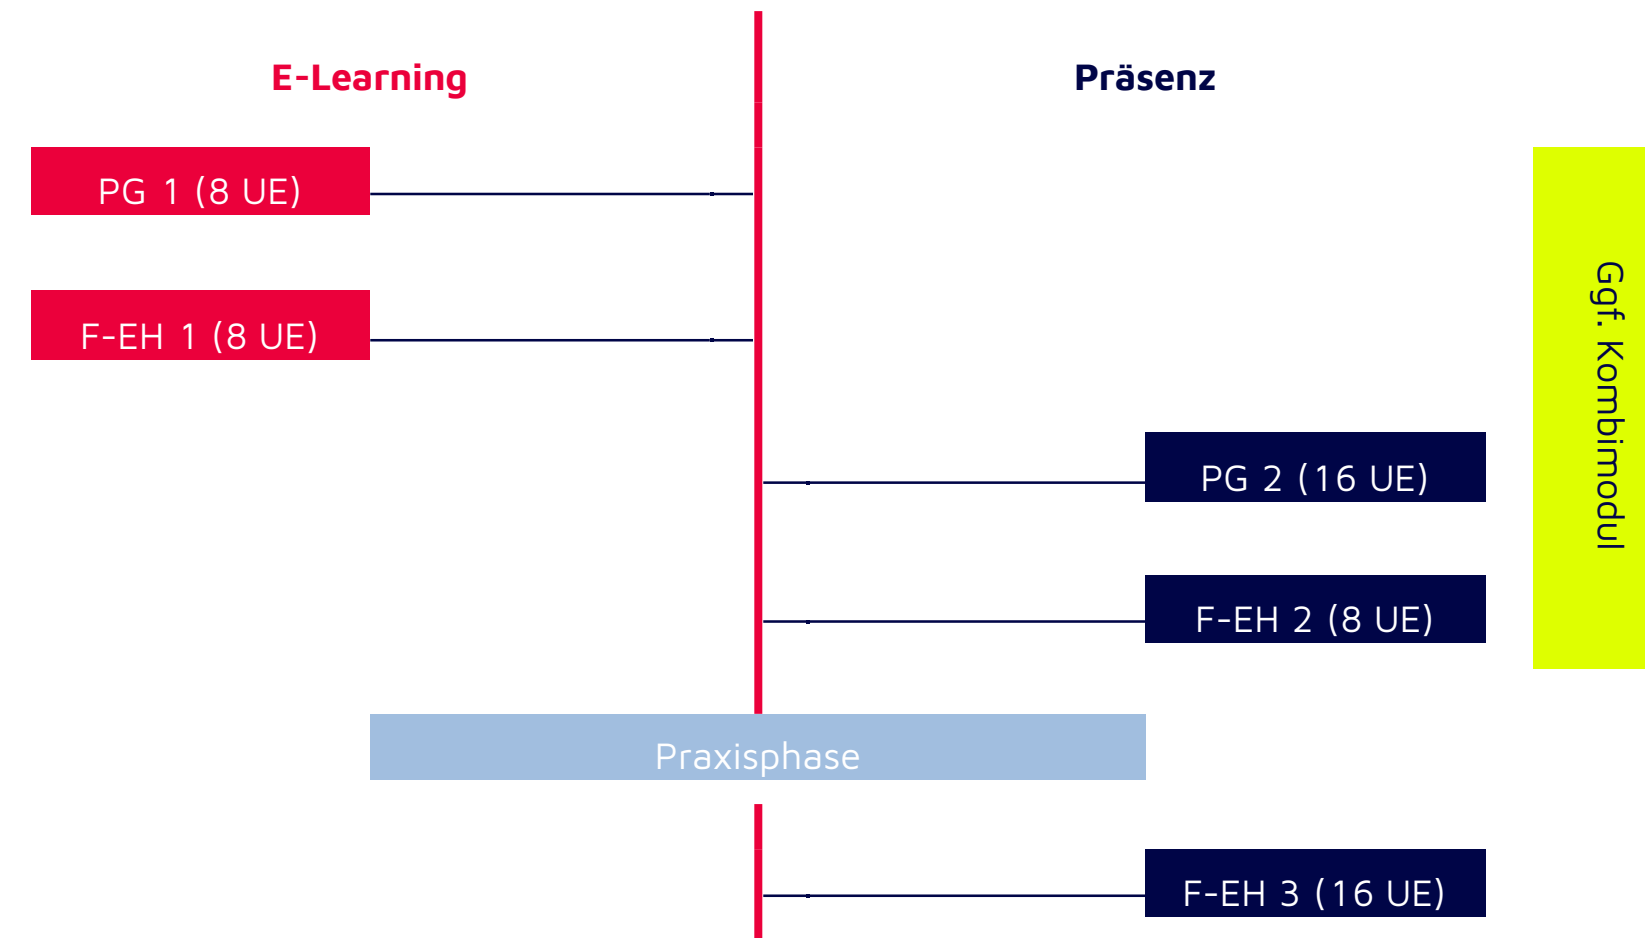 E-Learning
Präsenz
PG 1 (8 UE)
F-EH 1 (8 UE)
PG 2 (16 UE)
F-EH 2 (8 UE)
Ggf. Kombimodul
Praxisphase
F-EH 3 (16 UE)